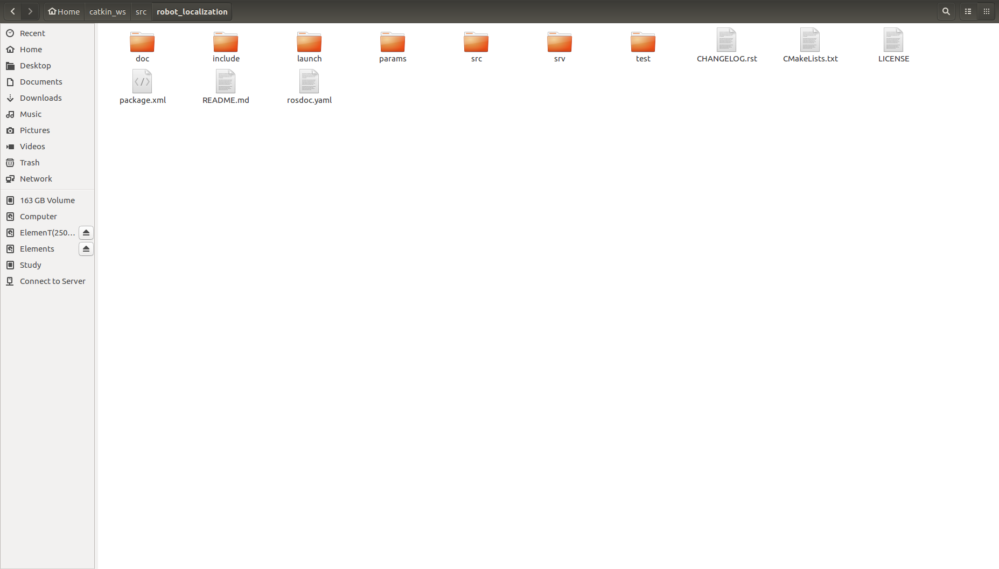 Home catkin_ws src robot_localization
Recent
Home
Desktop
Documents
Downloads
Music
Pictures
Videos
Trash
Network
163 GB Volume
Computer
ElemenT(250...
Elements
Study
Connect to Server
doc include launch params src srv test CHANGELOG.rst CMakeLists.txt LICENSE
package.xml README.md rosdoc.yaml